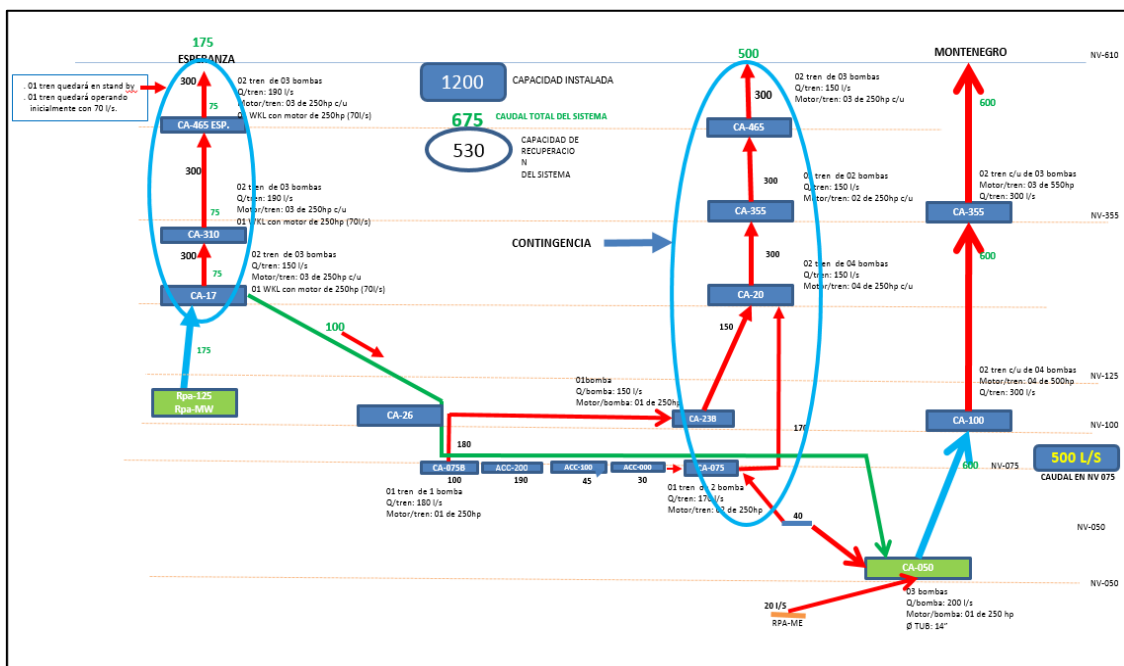 175
ESPERANZA
500
MONTENEGRO
NV-610
. 01 tren quedará en stand by
. 01 tren quedará operando
inicialmente con 70 l/s.
300
75
CA-465 ESP.
02 tren de 03 bombas
Q/tren: 190 l/s
Motor/tren: 03 de 250hp c/u
01 WKL con motor de 250hp (70l/s)
1200
CAPACIDAD INSTALADA
675
CAUDAL TOTAL DEL SISTEMA
530
CAPACIDAD DE
RECUPERACIO
N
DEL SISTEMA
300
CA-465
02 tren de 03 bombas
Q/tren: 150 l/s
Motor/tren: 03 de 250hp c/u
600
300
75
CA-310
02 tren de 03 bombas
Q/tren: 190 l/s
Motor/tren: 03 de 250hp c/u
01 WKL con motor de 250hp (70l/s)
300
CA-355
01 tren de 02 bombas
Q/tren: 150 l/s
Motor/tren: 02 de 250hp c/u
02 tren c/u de 03 bombas
Motor/tren: 03 de 550hp
Q/tren: 300 l/s
CA-355
NV-355
CONTINGENCIA
300
75
CA-17
02 tren de 03 bombas
Q/tren: 150 l/s
Motor/tren: 03 de 250hp c/u
01 WKL con motor de 250hp (70l/s)
300
CA-20
02 tren de 04 bombas
Q/tren: 150 l/s
Motor/tren: 04 de 250hp c/u
600
175
100
150
Rpa-125
Rpa-MW
NV-125
01bomba
Q/bomba: 150 l/s
Motor/bomba: 01 de 250hp
02 tren c/u de 04 bombas
Motor/tren: 04 de 500hp
Q/tren: 300 l/s
CA-26
CA-23B
170
CA-100
NV-100
180
CA-075B
ACC-200
ACC-100
ACC-000
CA-075
600
NV-075
500 L/S
CAUDAL EN NV 075
100
190
45
30
01 tren de 1 bomba
Q/tren: 180 l/s
Motor/tren: 01 de 250hp
01 tren de 2 bomba
Q/tren: 170 l/s
Motor/tren: 02 de 250hp
40
NV-050
CA-050
NV-050
20 l/S
RPA-ME
03 bombas
Q/bomba: 200 l/s
Motor/bomba: 01 de 250 hp
Ø TUB: 14"